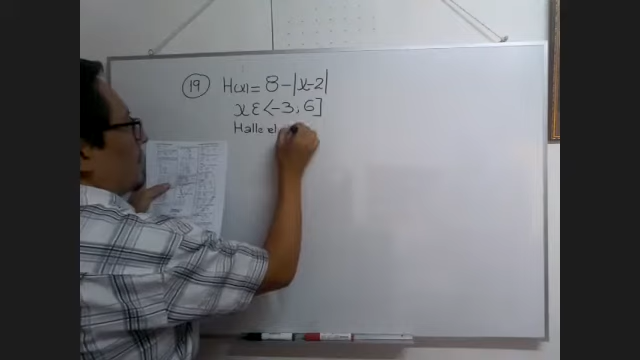 19 H(x) = 8 - |x-2|
x ε <-3, 6]
Halle el